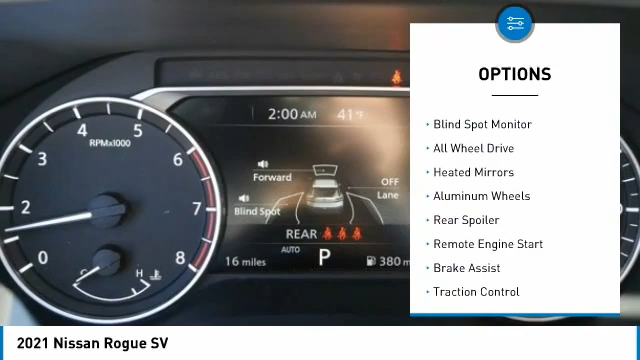 2:00 AM 41°F
4 5
RPMx1000
3 6
Forward
OFF
Lane
2 7
Blind Spot
REAR
AUTO
0 8
C H
16 miles P 380 m
OPTIONS
Blind Spot Monitor
All Wheel Drive
Heated Mirrors
Aluminum Wheels
Rear Spoiler
Remote Engine Start
Brake Assist
Traction Control
2021 Nissan Rogue SV